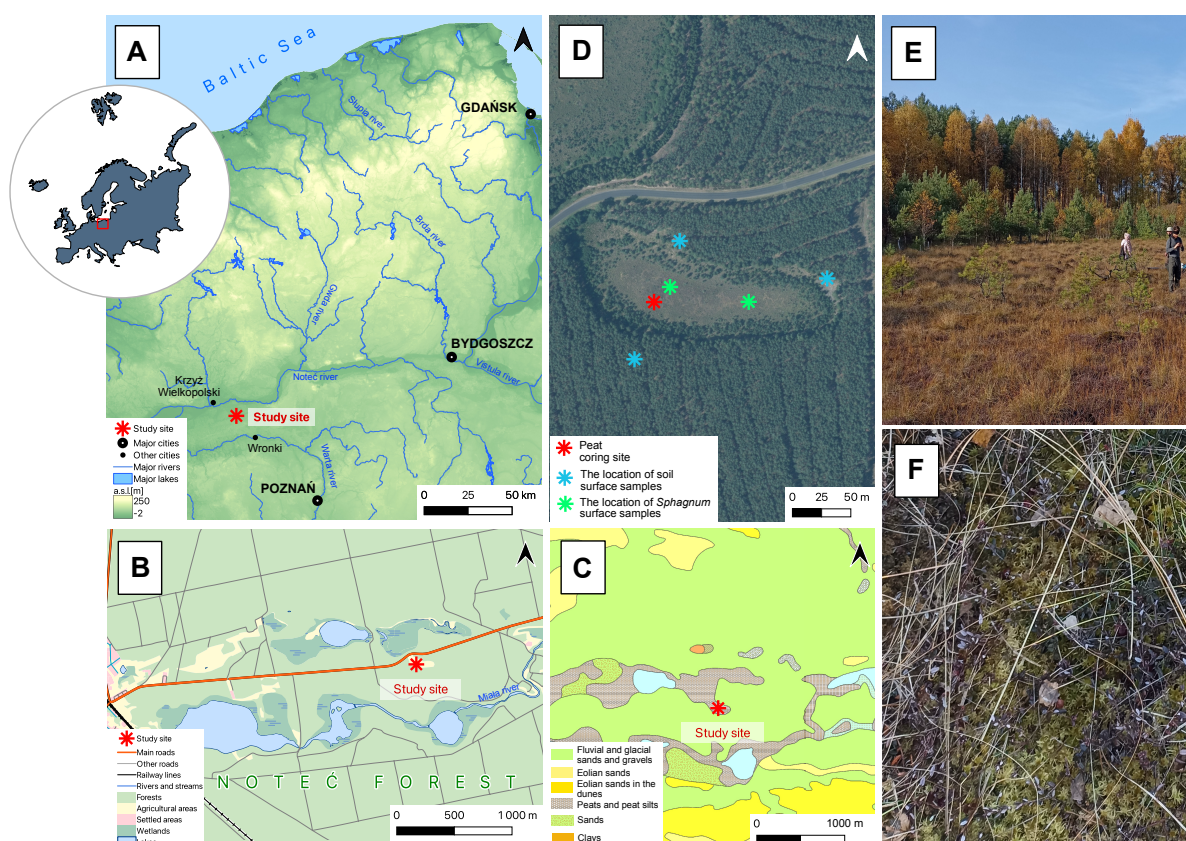 A
Baltic Sea
GDAŃSK
Słupia river
Brda river
Gwda river
BYDGOSZCZ
Vistula river
Noteć river
Krzyż
Wielkopolski
Study site
Wronki
Warta river
POZNAŃ
Study site
Major cities
Other cities
Major rivers
Major lakes
a.s.l.[m]
250
-2
0 25 50 km
D
Peat
coring site
The location of soil
surface samples
The location of Sphagnum
surface samples
0 25 50 m
E
B
Study site
Miała river
NOTEĆ FOREST
Study site
Main roads
Other roads
Railway lines
Rivers and streams
Forests
Agricultural areas
Settled areas
Wetlands
Lakes
0 500 1000 m
C
Study site
Fluvial and glacial
sands and gravels
Eolian sands
Eolian sands in the
dunes
Peats and peat silts
Sands
Clays
0 1000 m
F